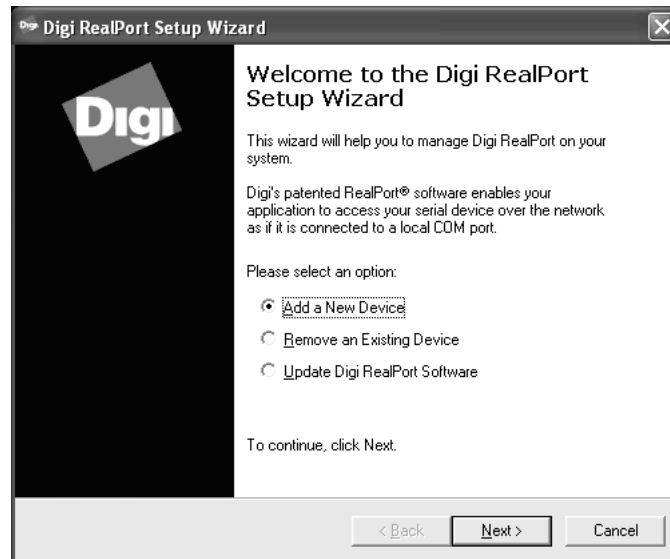 Digi RealPort Setup Wizard
Digi
Welcome to the Digi RealPort
Setup Wizard
This wizard will help you to manage Digi RealPort on your
system.
Digi's patented RealPort® software enables your
application to access your serial device over the network
as if it is connected to a local COM port.
Please select an option:
Add a New Device
Remove an Existing Device
Update Digi RealPort Software
To continue, click Next.
< Back
Next >
Cancel